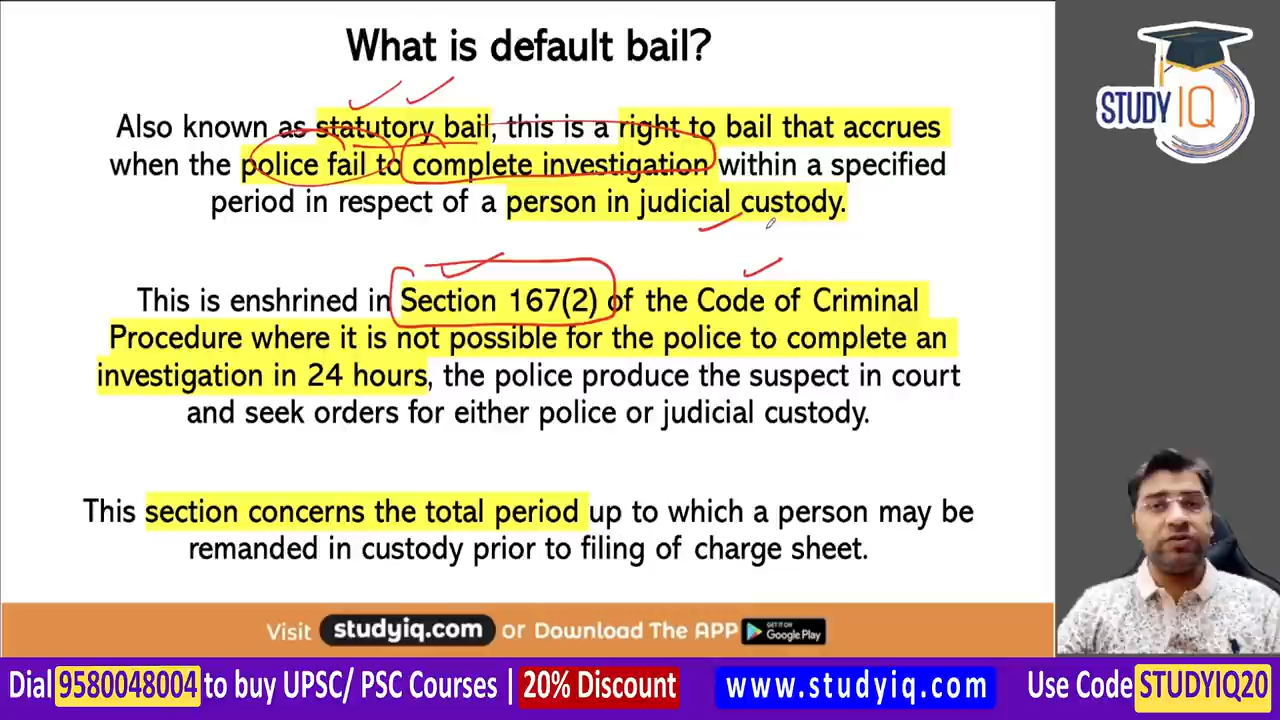 What is default bail?
STUDY IQ
Also known as statutory bail, this is a right to bail that accrues
when the police fail to complete investigation within a specified
period in respect of a person in judicial custody.
This is enshrined in Section 167(2) of the Code of Criminal
Procedure where it is not possible for the police to complete an
investigation in 24 hours, the police produce the suspect in court
and seek orders for either police or judicial custody.
This section concerns the total period up to which a person may be
remanded in custody prior to filing of charge sheet.
Visit studyiq.com or Download The APP GET IT ON Google Play
Dial 9580048004 to buy UPSC/ PSC Courses | 20% Discount www.studyiq.com Use Code STUDYIQ20